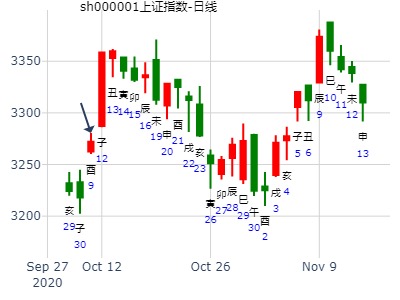 sh000001上证指数-日线
3350
3300
3250
3200
亥
29
子
30
酉
9
子
12
丑
13
寅
14
卯
15
辰
16
未
19
申
20
酉
21
戌
22
亥
23
寅
26
卯
27
辰
28
巳
29
午
30
酉
2
戌
3
亥
4
子
5
丑
6
辰
9
巳
10
午
11
未
12
申
13
Sep 27
2020
Oct 12
Oct 26
Nov 9